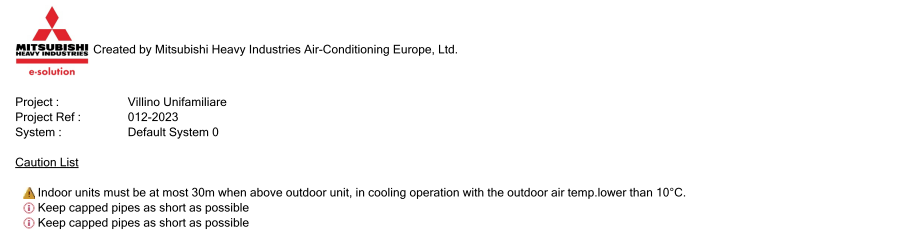 MITSUBISHI
HEAVY INDUSTRIES
e-solution
Created by Mitsubishi Heavy Industries Air-Conditioning Europe, Ltd.
Project : Villino Unifamiliare
Project Ref : 012-2023
System : Default System 0
Caution List
Indoor units must be at most 30m when above outdoor unit, in cooling operation with the outdoor air temp.lower than 10°C.
Keep capped pipes as short as possible
Keep capped pipes as short as possible